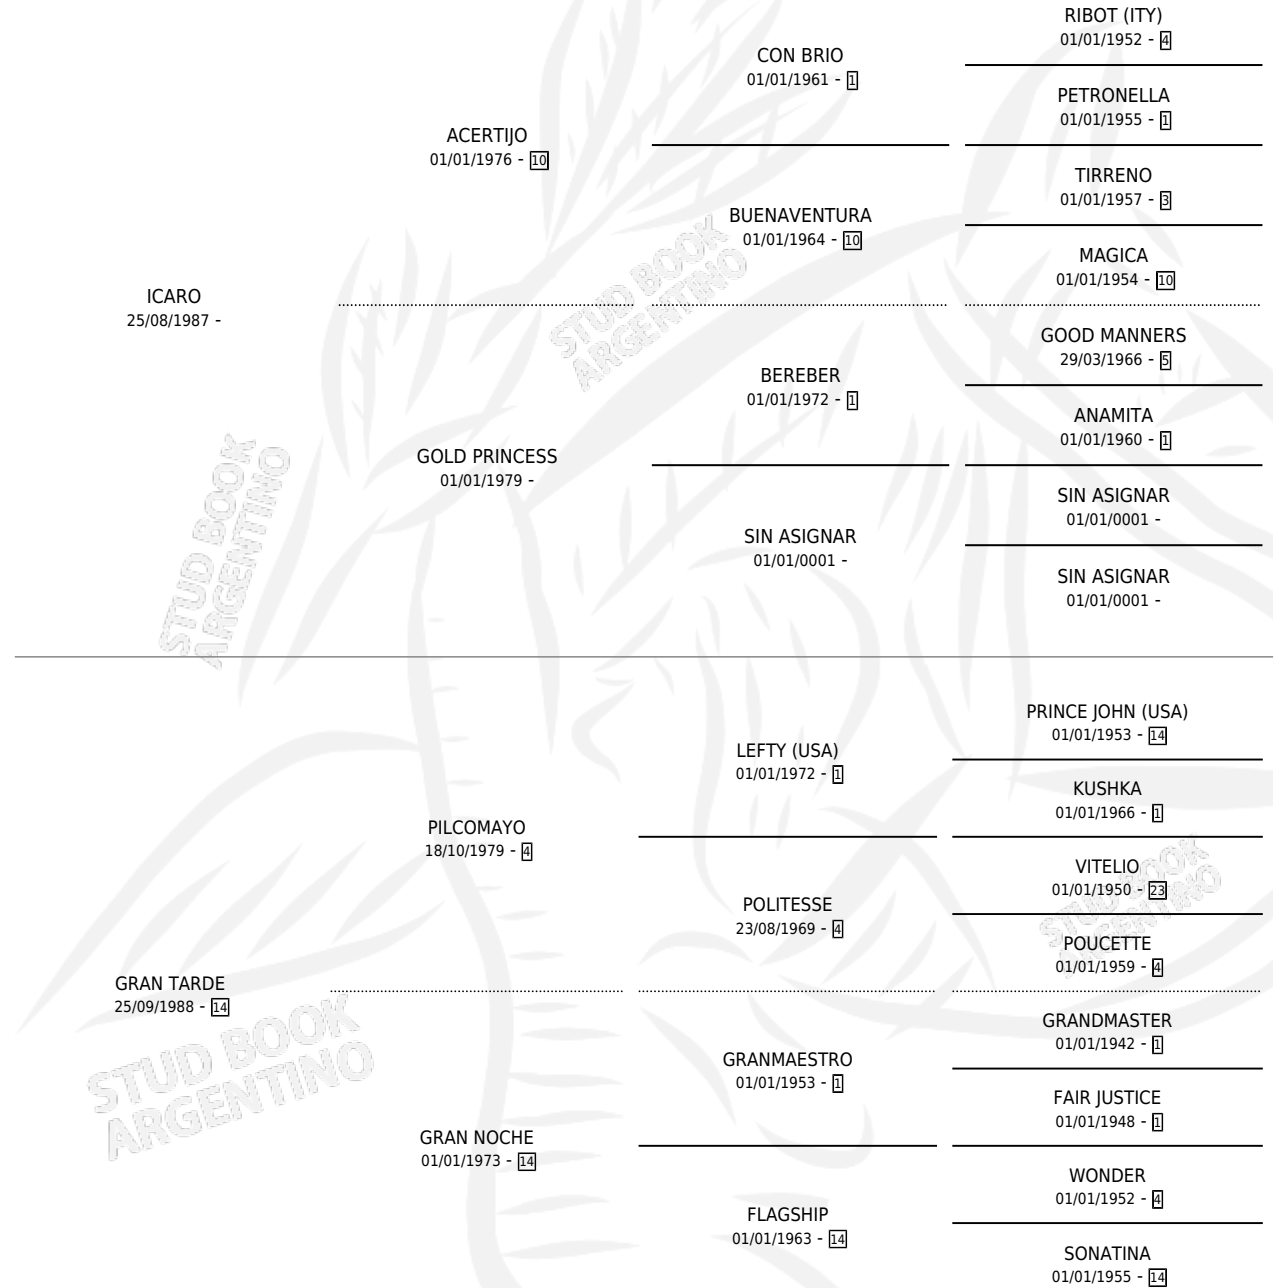 RIBOT (ITY)
01/01/1952 - 4
CON BRIO
01/01/1961 - 1
PETRONELLA
01/01/1955 - 1
ACERTIJO
01/01/1976 - 10
TIRRENO
01/01/1957 - 3
BUENAVENTURA
01/01/1964 - 10
MAGICA
01/01/1954 - 10
ICARO
25/08/1987 -
STUD BOOK
ARGENTINO
GOOD MANNERS
29/03/1966 - 5
BEREBER
01/01/1972 - 1
ANAMITA
01/01/1960 - 1
GOLD PRINCESS
01/01/1979 -
SIN ASIGNAR
01/01/0001 -
SIN ASIGNAR
01/01/0001 -
SIN ASIGNAR
01/01/0001 -
STUD BOOK
ARGENTINO
PRINCE JOHN (USA)
01/01/1953 - 14
LEFTY (USA)
01/01/1972 - 1
KUSHKA
01/01/1966 - 1
PILCOMAYO
18/10/1979 - 4
VITELIO
01/01/1950 - 23
POLITESSE
23/08/1969 - 4
POUCETTE
01/01/1959 - 4
STUD BOOK
ARGENTINO
GRAN TARDE
25/09/1988 - 14
GRANDMASTER
01/01/1942 - 1
GRANMAESTRO
01/01/1953 - 1
FAIR JUSTICE
01/01/1948 - 1
STUD BOOK
ARGENTINO
GRAN NOCHE
01/01/1973 - 14
WONDER
01/01/1952 - 4
FLAGSHIP
01/01/1963 - 14
SONATINA
01/01/1955 - 14